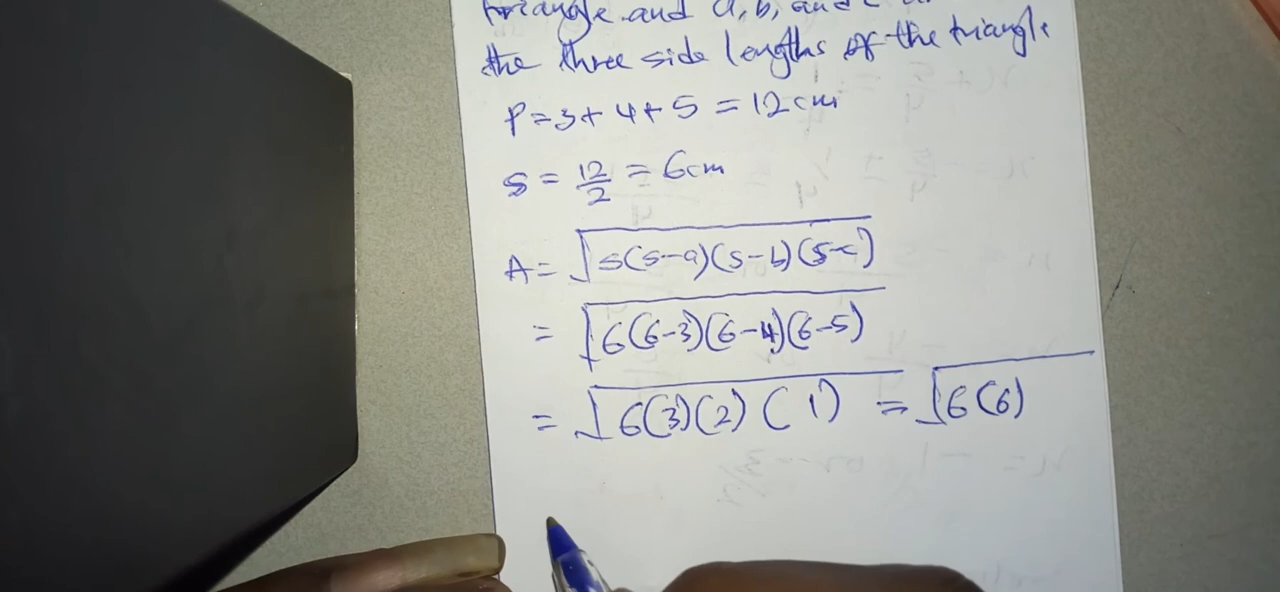 triangle and a, b, and c
the three side lengths of the triangle
P = 3 + 4 + 5 = 12 cm
s = 12/2 = 6 cm
A = √s(s-a)(s-b)(s-c)
= √6(6-3)(6-4)(6-5)
= √6(3)(2)(1) = √6(6)